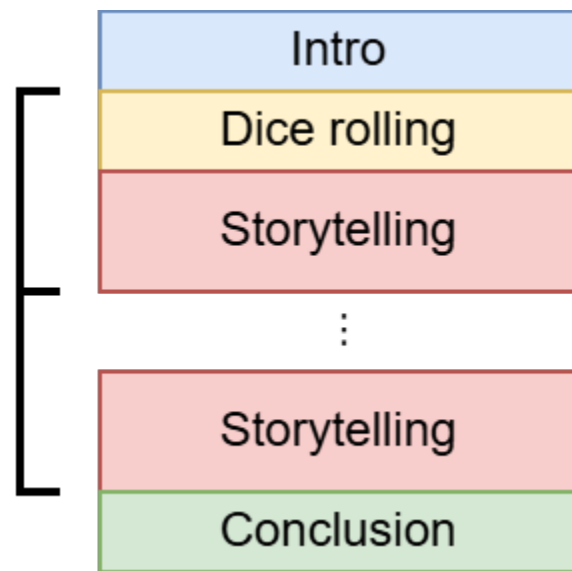 Intro
Dice rolling
Storytelling
⋮
Storytelling
Conclusion